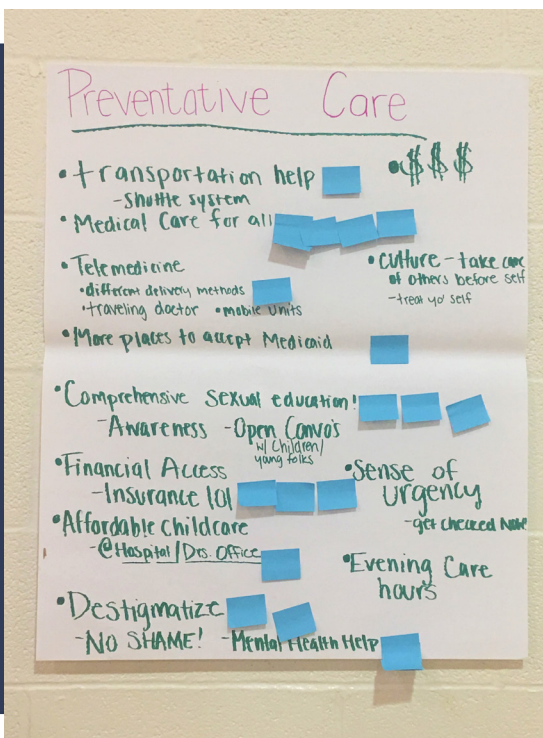 Preventative Care
•transportation help
-Shuttle system
•$$$
•Medical Care for all
•Telemedicine
•different delivery methods
•traveling doctor •mobile units
•culture - take care
of others before self
-treat yo' self
•More places to accept Medicaid
•Comprehensive sexual education!
-Awareness -Open Convo's
w/ Children/
young folks
•Financial Access
-Insurance 101
•Sense of
urgency
-get checked Now
•Affordable childcare
-@Hospital/Drs. Office
•Evening Care
hours
•Destigmatize
-NO SHAME! -Mental Health Help